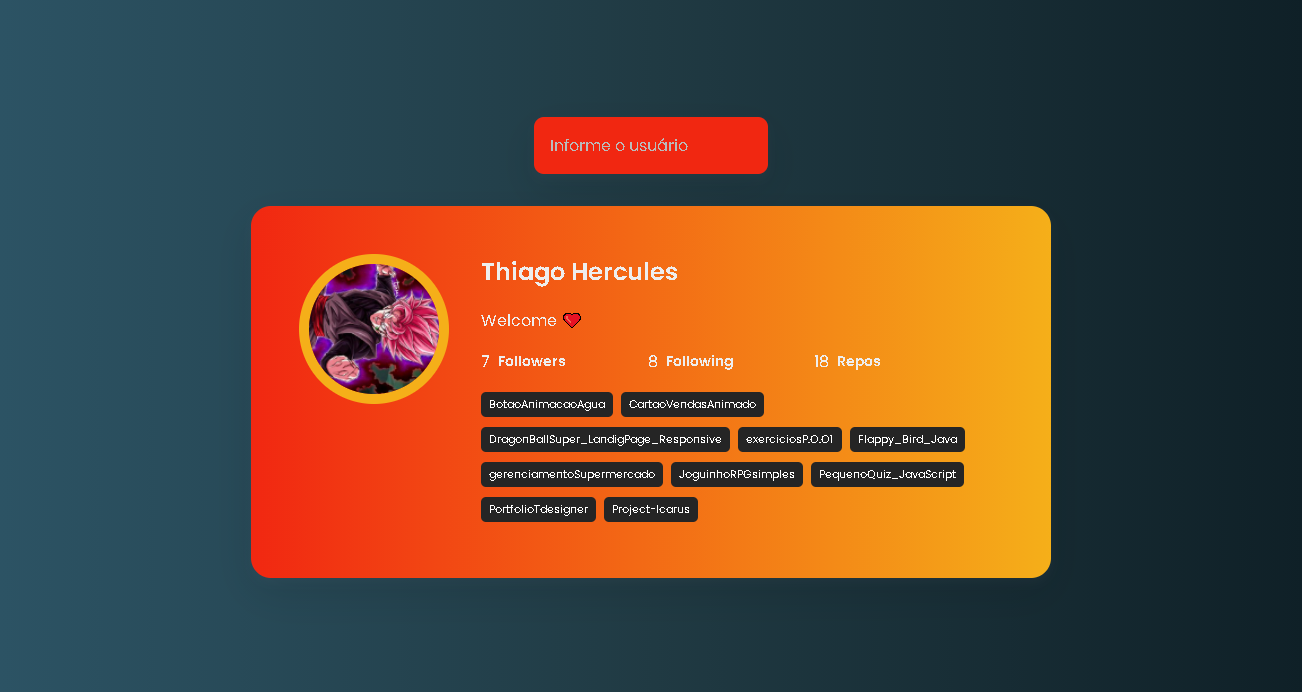 Informe o usuário
Thiago Hercules
Welcome ❤️
7 Followers 8 Following 18 Repos
BotaoAnimacaoAgua CartaoVendasAnimado
DragonBallSuper_LandigPage_Responsive exerciciosP.O.O1 Flappy_Bird_Java
gerenciamentoSupermercado JoguinhoRPGsimples PequenoQuiz_JavaScript
PortfolioTdesigner Project-Icarus